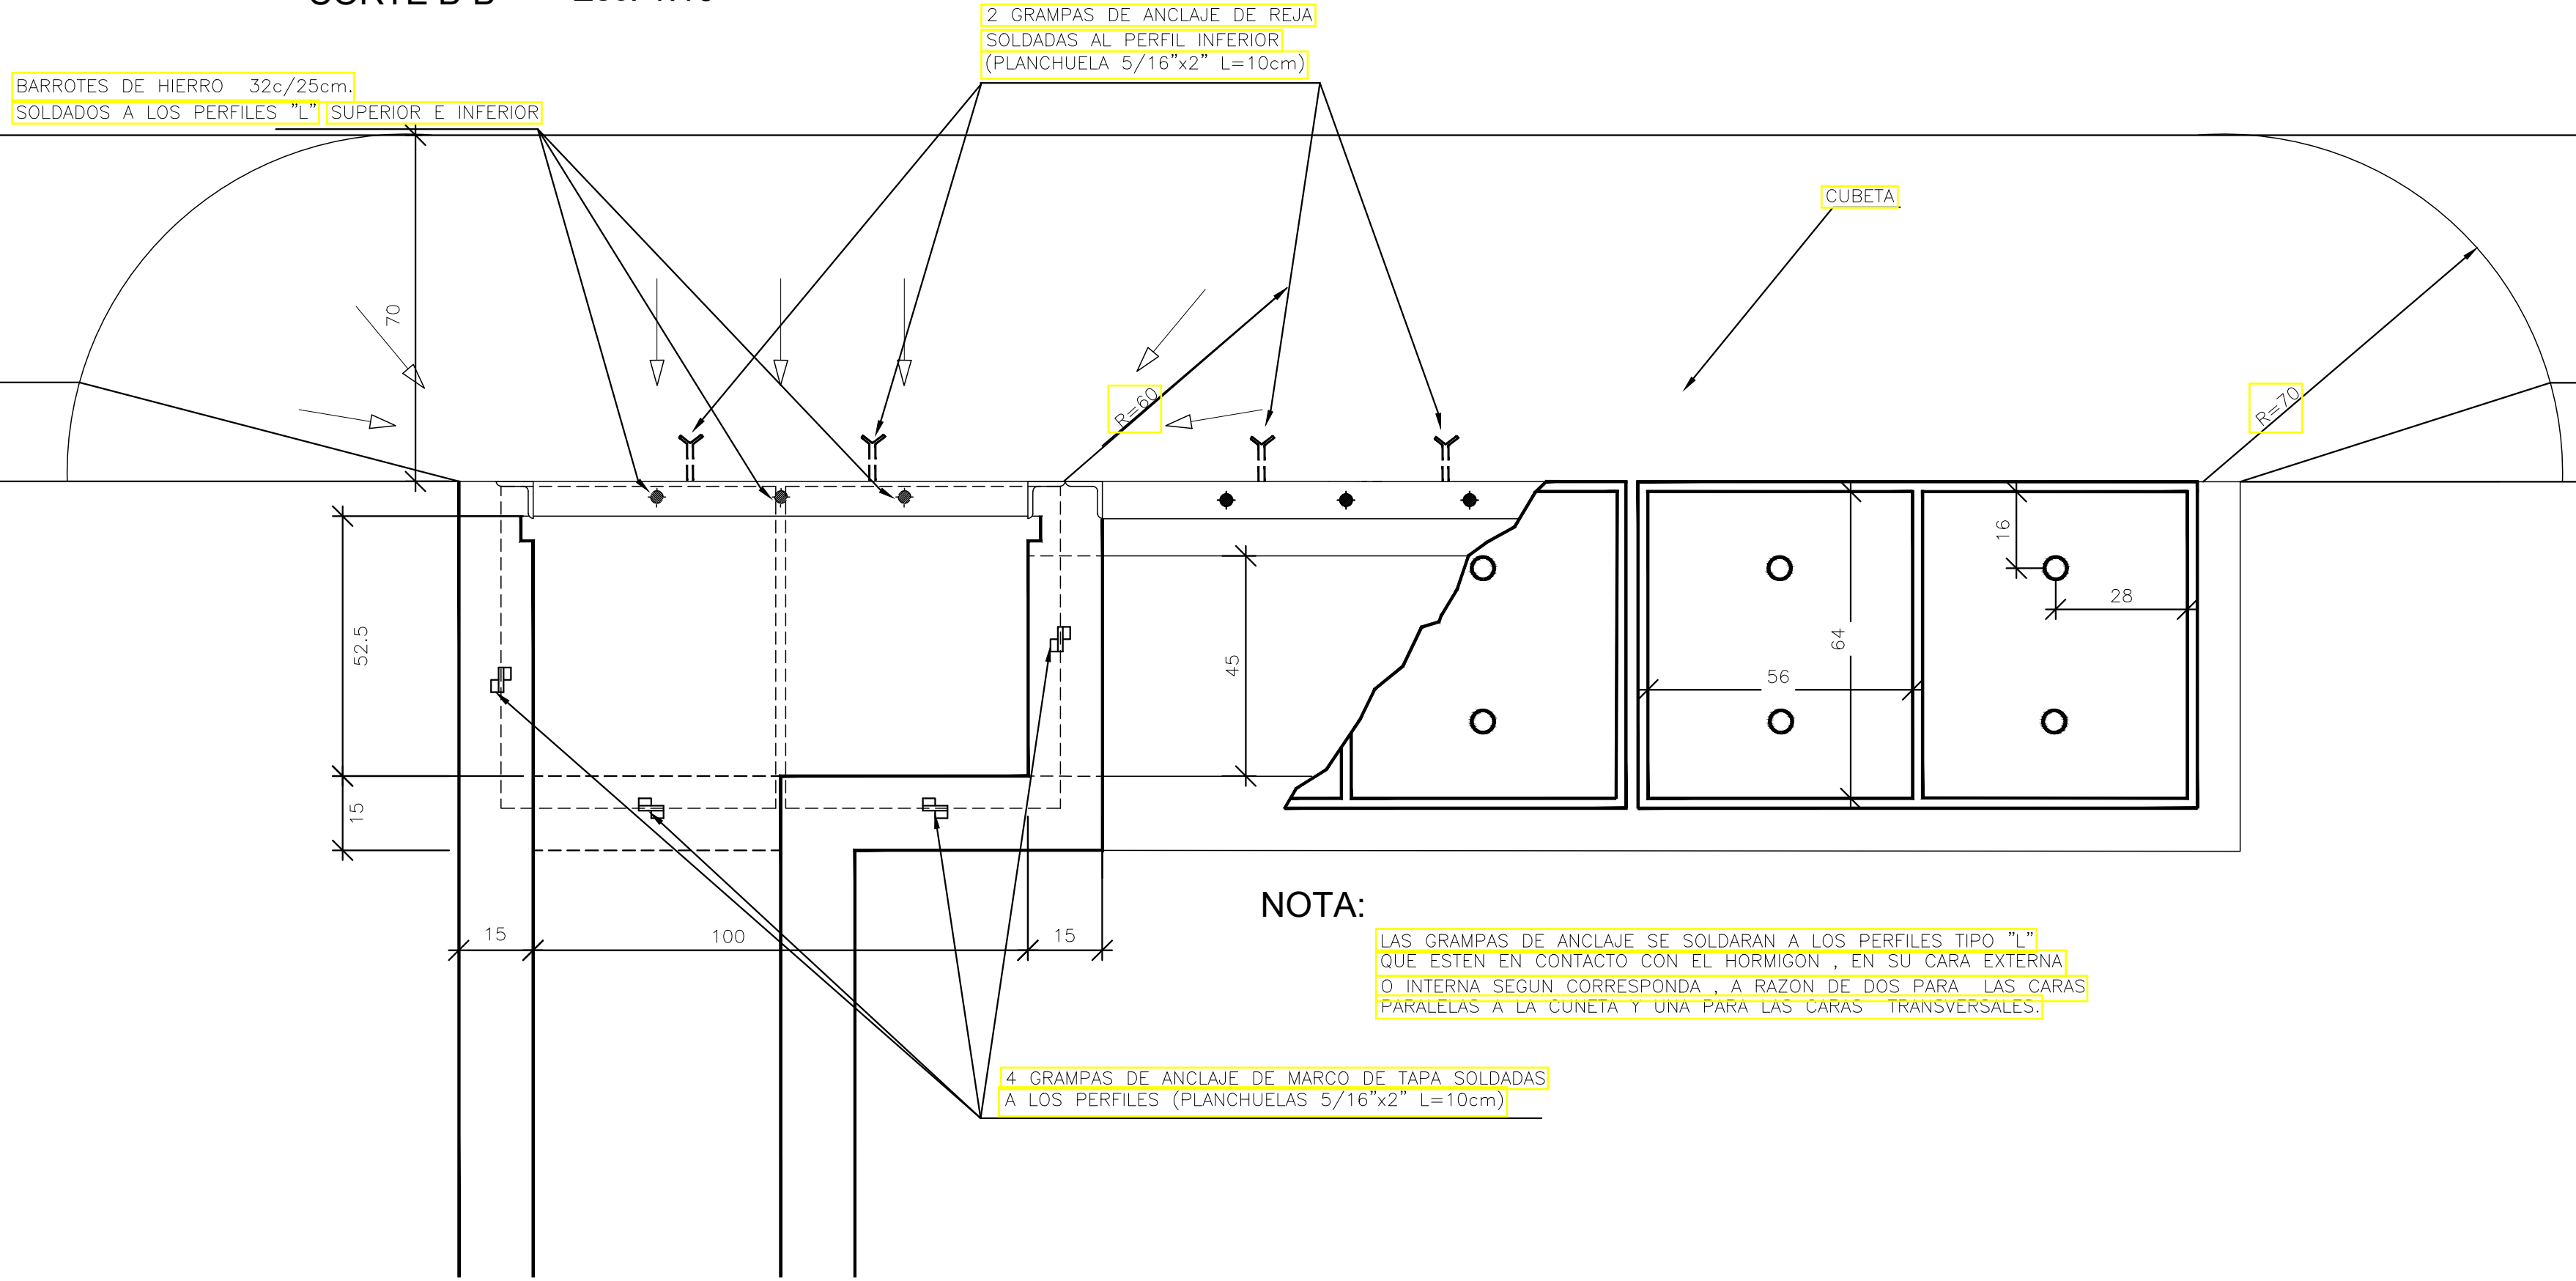 2 GRAMPAS DE ANCLAJE DE REJA
SOLDADAS AL PERFIL INFERIOR
(PLANCHUELA 5/16"x2" L=10cm)
BARROTES DE HIERRO 32c/25cm.
SOLDADOS A LOS PERFILES "L" SUPERIOR E INFERIOR
CUBETA
70
R=60
R=70
16
28
52.5
45
64
56
15
15
100
15
NOTA:
LAS GRAMPAS DE ANCLAJE SE SOLDARAN A LOS PERFILES TIPO "L"
QUE ESTEN EN CONTACTO CON EL HORMIGON , EN SU CARA EXTERNA
O INTERNA SEGUN CORRESPONDA , A RAZON DE DOS PARA LAS CARAS
PARALELAS A LA CUNETA Y UNA PARA LAS CARAS TRANSVERSALES.
4 GRAMPAS DE ANCLAJE DE MARCO DE TAPA SOLDADAS
A LOS PERFILES (PLANCHUELAS 5/16"x2" L=10cm)